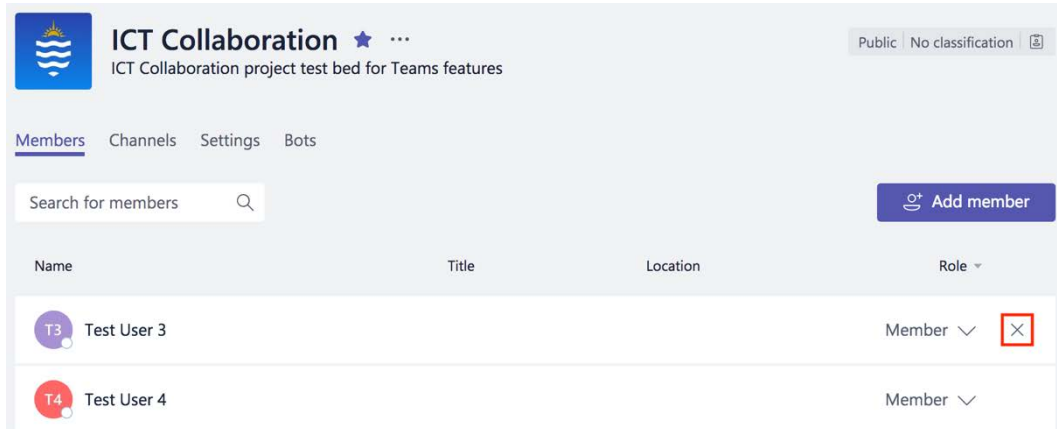 ICT Collaboration
ICT Collaboration project test bed for Teams features
Public No classification
Members Channels Settings Bots
Search for members
Add member
Name Title Location Role
T3 Test User 3 Member
T4 Test User 4 Member